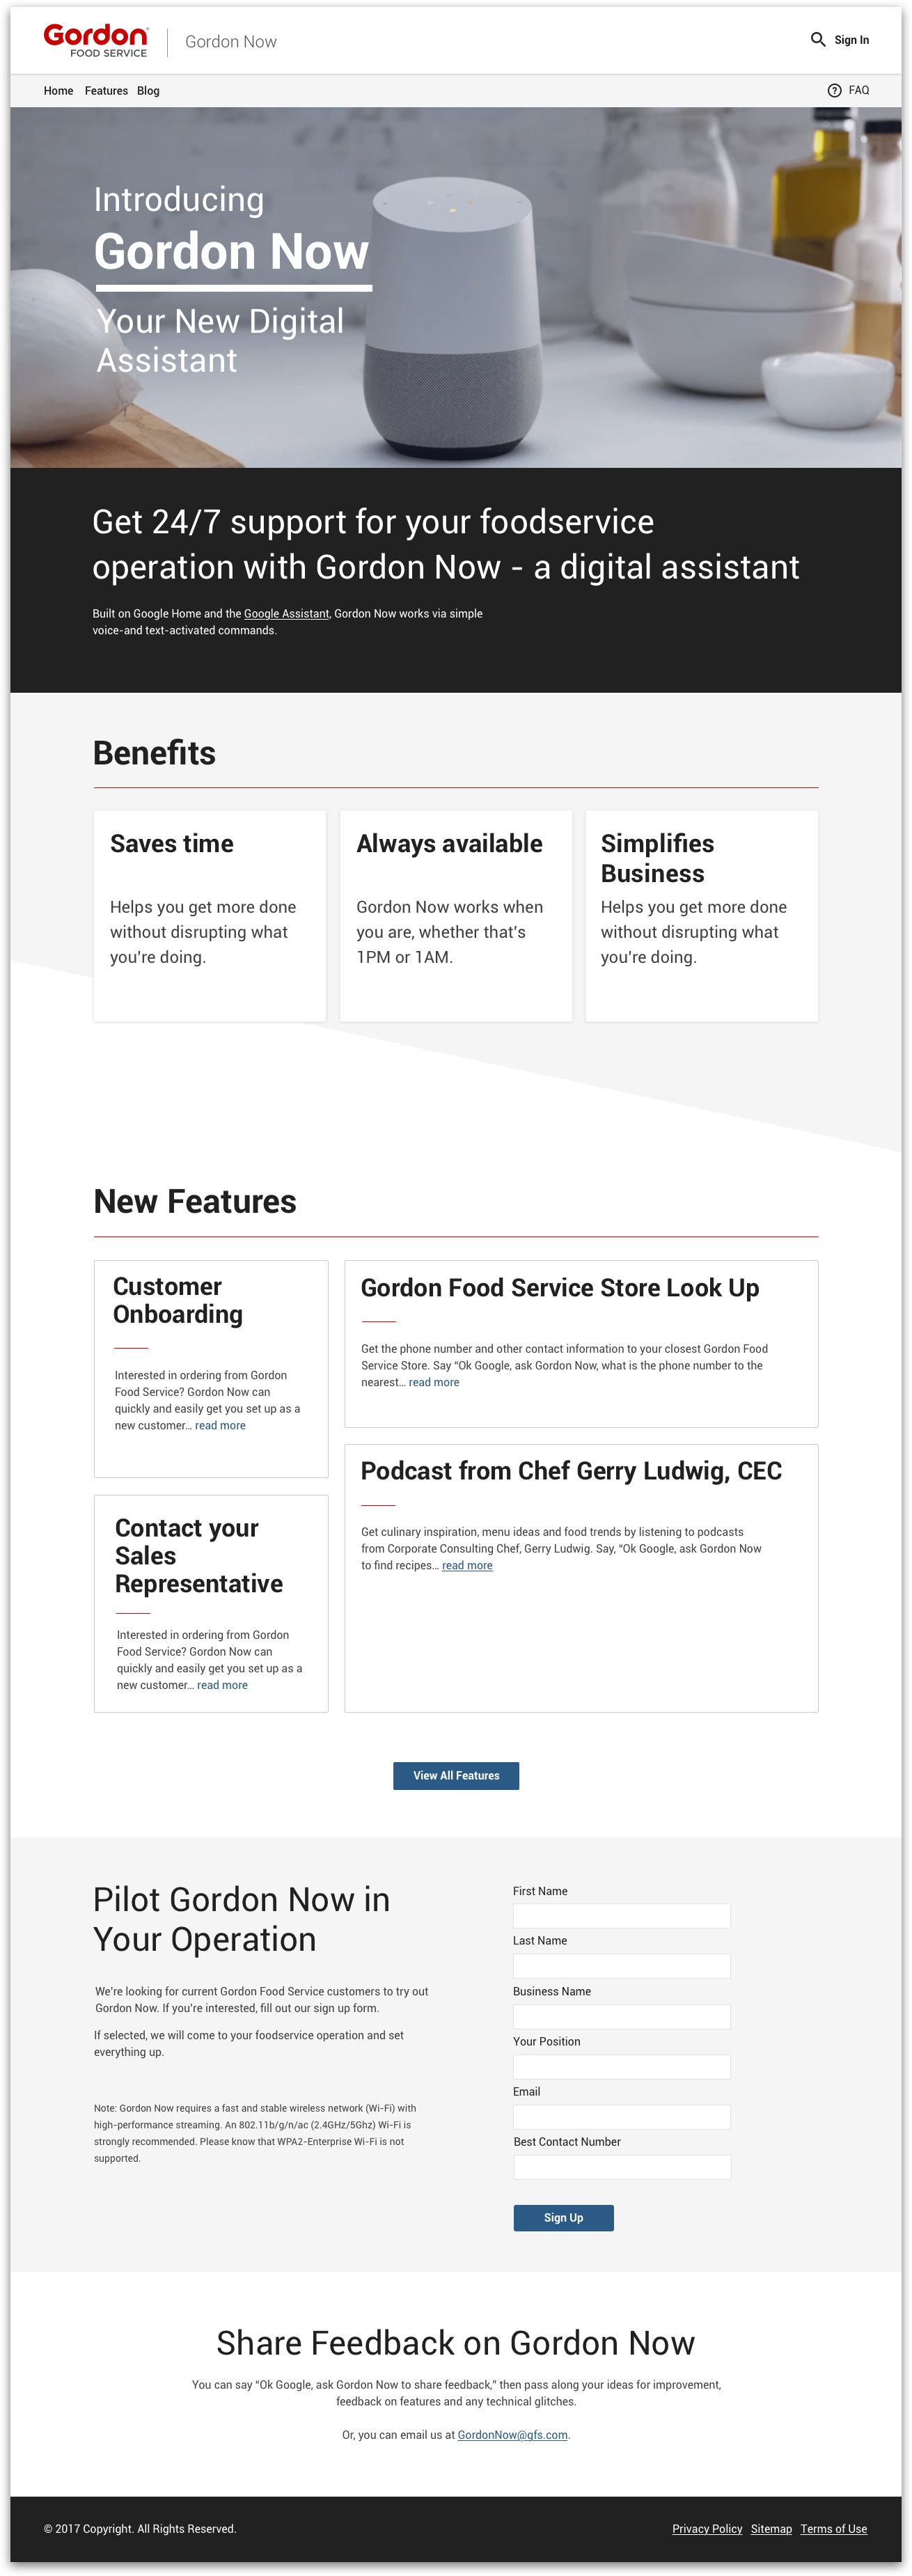 Gordon
FOOD SERVICE
Gordon Now
Sign In
Home Features Blog
FAQ
Introducing
Gordon Now
Your New Digital
Assistant
Get 24/7 support for your foodservice
operation with Gordon Now - a digital assistant
Built on Google Home and the Google Assistant, Gordon Now works via simple
voice-and text-activated commands.
Benefits
Saves time
Helps you get more done
without disrupting what
you're doing.
Always available
Gordon Now works when
you are, whether that's
1PM or 1AM.
Simplifies
Business
Helps you get more done
without disrupting what
you're doing.
New Features
Customer
Onboarding
Interested in ordering from Gordon
Food Service? Gordon Now can
quickly and easily get you set up as a
new customer... read more
Gordon Food Service Store Look Up
Get the phone number and other contact information to your closest Gordon Food
Service Store. Say “Ok Google, ask Gordon Now, what is the phone number to the
nearest... read more
Contact your
Sales
Representative
Interested in ordering from Gordon
Food Service? Gordon Now can
quickly and easily get you set up as a
new customer... read more
Podcast from Chef Gerry Ludwig, CEC
Get culinary inspiration, menu ideas and food trends by listening to podcasts
from Corporate Consulting Chef, Gerry Ludwig. Say, “Ok Google, ask Gordon Now
to find recipes... read more
View All Features
Pilot Gordon Now in
Your Operation
We're looking for current Gordon Food Service customers to try out
Gordon Now. If you're interested, fill out our sign up form.
If selected, we will come to your foodservice operation and set
everything up.
Note: Gordon Now requires a fast and stable wireless network (Wi-Fi) with
high-performance streaming. An 802.11b/g/n/ac (2.4GHz/5Ghz) Wi-Fi is
strongly recommended. Please know that WPA2-Enterprise Wi-Fi is not
supported.
First Name
Last Name
Business Name
Your Position
Email
Best Contact Number
Sign Up
Share Feedback on Gordon Now
You can say “Ok Google, ask Gordon Now to share feedback,” then pass along your ideas for improvement,
feedback on features and any technical glitches.
Or, you can email us at GordonNow@gfs.com.
© 2017 Copyright. All Rights Reserved.
Privacy Policy Sitemap Terms of Use